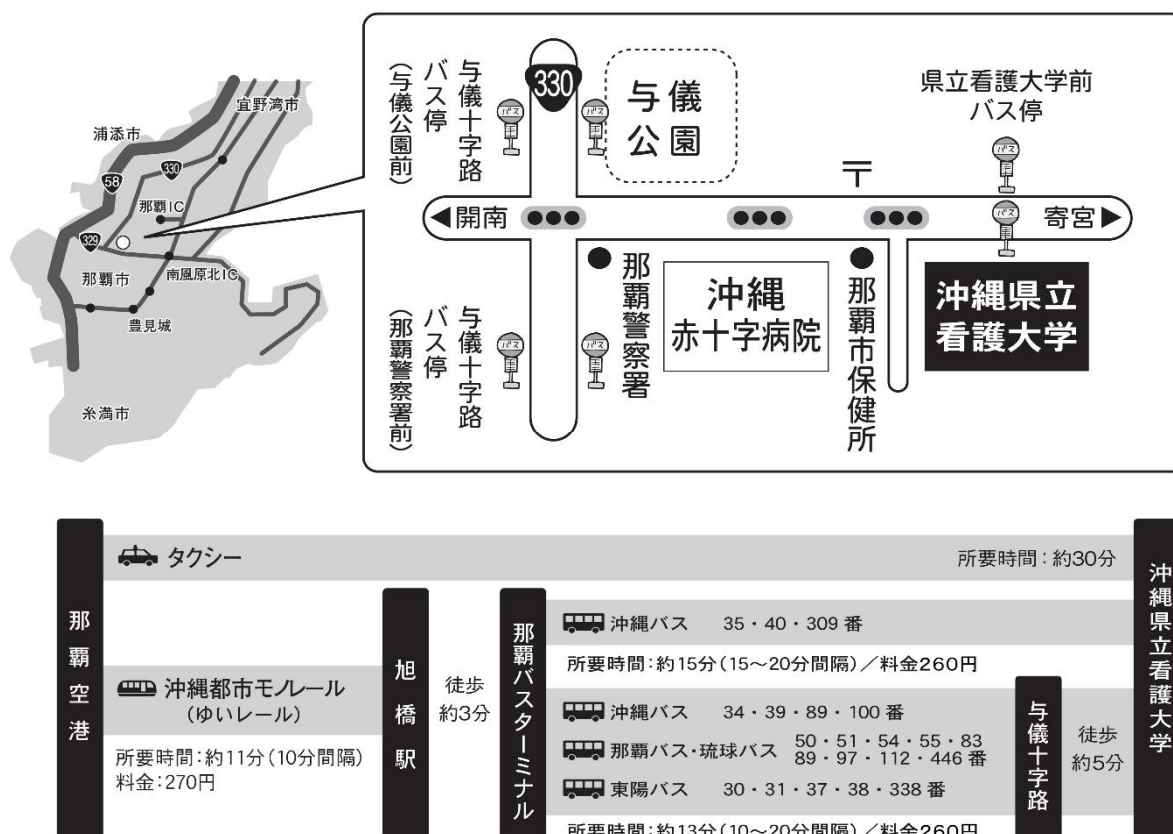 宜野湾市
浦添市
330
58
那覇IC
329
那覇市
南風原北IC
豊見城
糸満市
与儀十字路
バス停
(与儀公園前)
330
バス
バス
与儀
公園
県立看護大学前
バス停
バス
〒
◀開南
バス
寄宮▶
与儀十字路
バス停
(那覇警察署前)
バス
バス
那覇警察署
沖縄
赤十字病院
那覇市保健所
沖縄県立
看護大学
那覇空港
タクシー
所要時間:約30分
沖縄都市モノレール
(ゆいレール)
所要時間:約11分(10分間隔)
料金:270円
旭橋駅
徒歩
約3分
那覇バスターミナル
沖縄バス 35・40・309 番
所要時間:約15分(15~20分間隔)/料金260円
沖縄バス 34・39・89・100 番
那覇バス・琉球バス 50・51・54・55・83
89・97・112・446 番
東陽バス 30・31・37・38・338 番
所要時間:約13分(10~20分間隔)/料金260円
与儀十字路
徒歩
約5分
沖縄県立看護大学